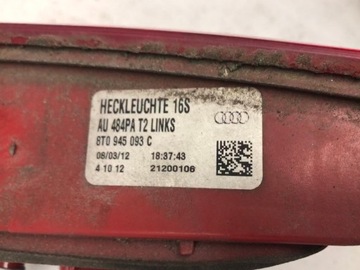 HECKLEUCHTE 16S
AU 484PA T2 LINKS
8T0 945 093 C
08/03/12 18:37:43
4 10 12 21200106